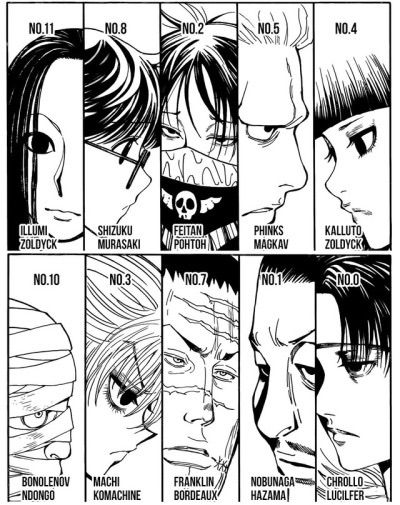 NO.11
NO.8
NO.2
NO.5
NO.4
ILLUMI
ZOLDYCK
SHIZUKU
MURASAKI
FEITAN
POHTOH
PHINKS
MAGKAV
KALLUTO
ZOLDYCK
NO.10
NO.3
NO.7
NO.1
NO.0
BONOLENOV
NDONGO
MACHI
KOMACHINE
FRANKLIN
BORDEAUX
NOBUNAGA
HAZAMA
CHROLLO
LUCILFER